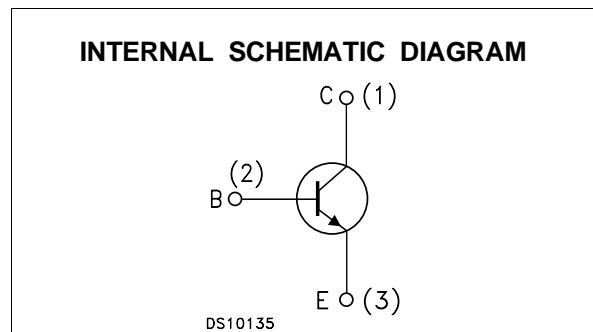 INTERNAL SCHEMATIC DIAGRAM
C (1)
(2)
B
E (3)
DS10135